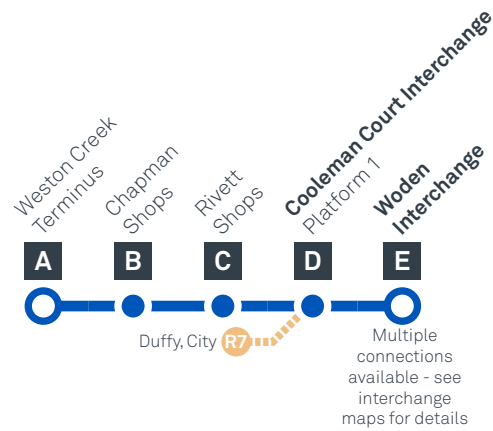 Weston Creek
Terminus
Chapman
Shops
Rivett
Shops
Cooleman Court Interchange
Platform 1
Woden
Interchange
A
B
C
D
E
Duffy, City R7
Multiple
connections
available - see
interchange
maps for details